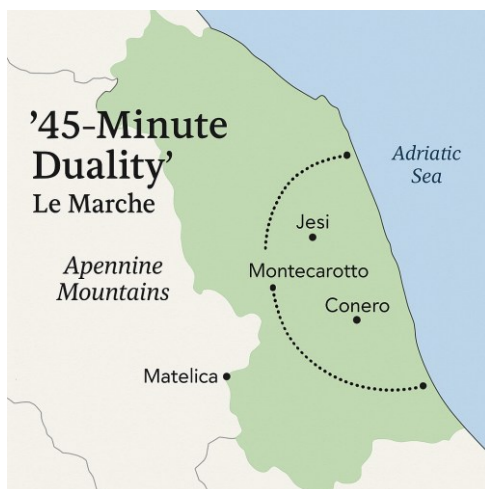 ’45-Minute
Duality’
Le Marche
Adriatic
Sea
Jesi
Apennine
Mountains
Montecarotto
Conero
Matelica